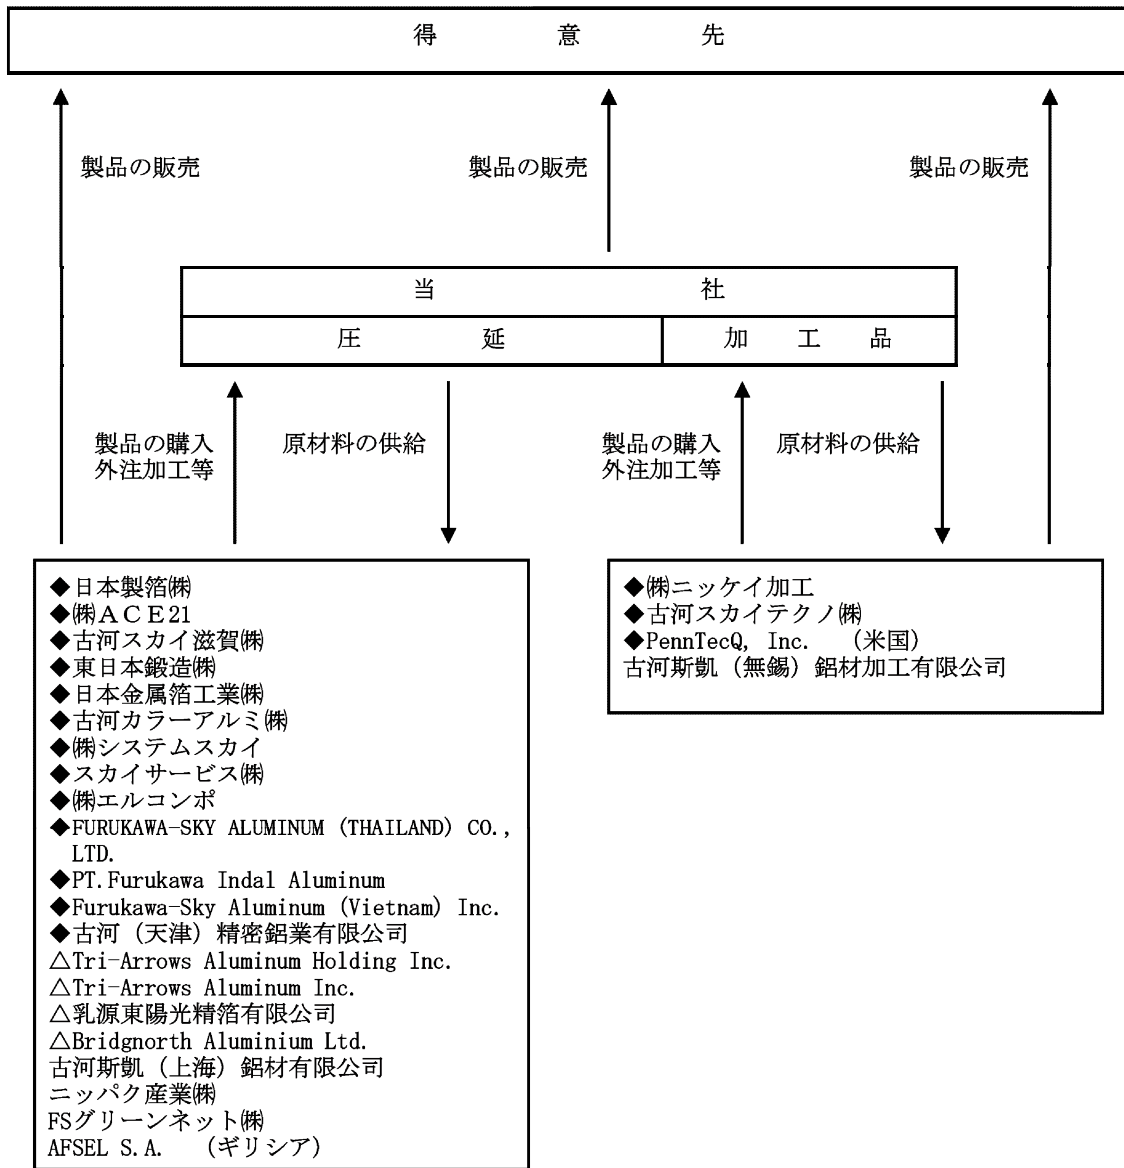 得意先
製品の販売
製品の販売
製品の販売
当社
圧延
加工品
製品の購入
外注加工等
原材料の供給
製品の購入
外注加工等
原材料の供給
◆日本製箔㈱
◆㈱ＡＣＥ21
◆古河スカイ滋賀㈱
◆東日本鍛造㈱
◆日本金属箔工業㈱
◆古河カラーアルミ㈱
◆㈱システムスカイ
◆スカイサービス㈱
◆㈱エルコンポ
◆FURUKAWA-SKY ALUMINUM (THAILAND) CO.,
LTD.
◆PT.Furukawa Indal Aluminum
◆Furukawa-Sky Aluminum (Vietnam) Inc.
◆古河（天津）精密鋁業有限公司
△Tri-Arrows Aluminum Holding Inc.
△Tri-Arrows Aluminum Inc.
△乳源東陽光精箔有限公司
△Bridgnorth Aluminium Ltd.
古河斯凱（上海）鋁材有限公司
ニッパク産業㈱
FSグリーンネット㈱
AFSEL S.A.　（ギリシア）
◆㈱ニッケイ加工
◆古河スカイテクノ㈱
◆PennTecQ, Inc.　（米国）
古河斯凱（無錫）鋁材加工有限公司